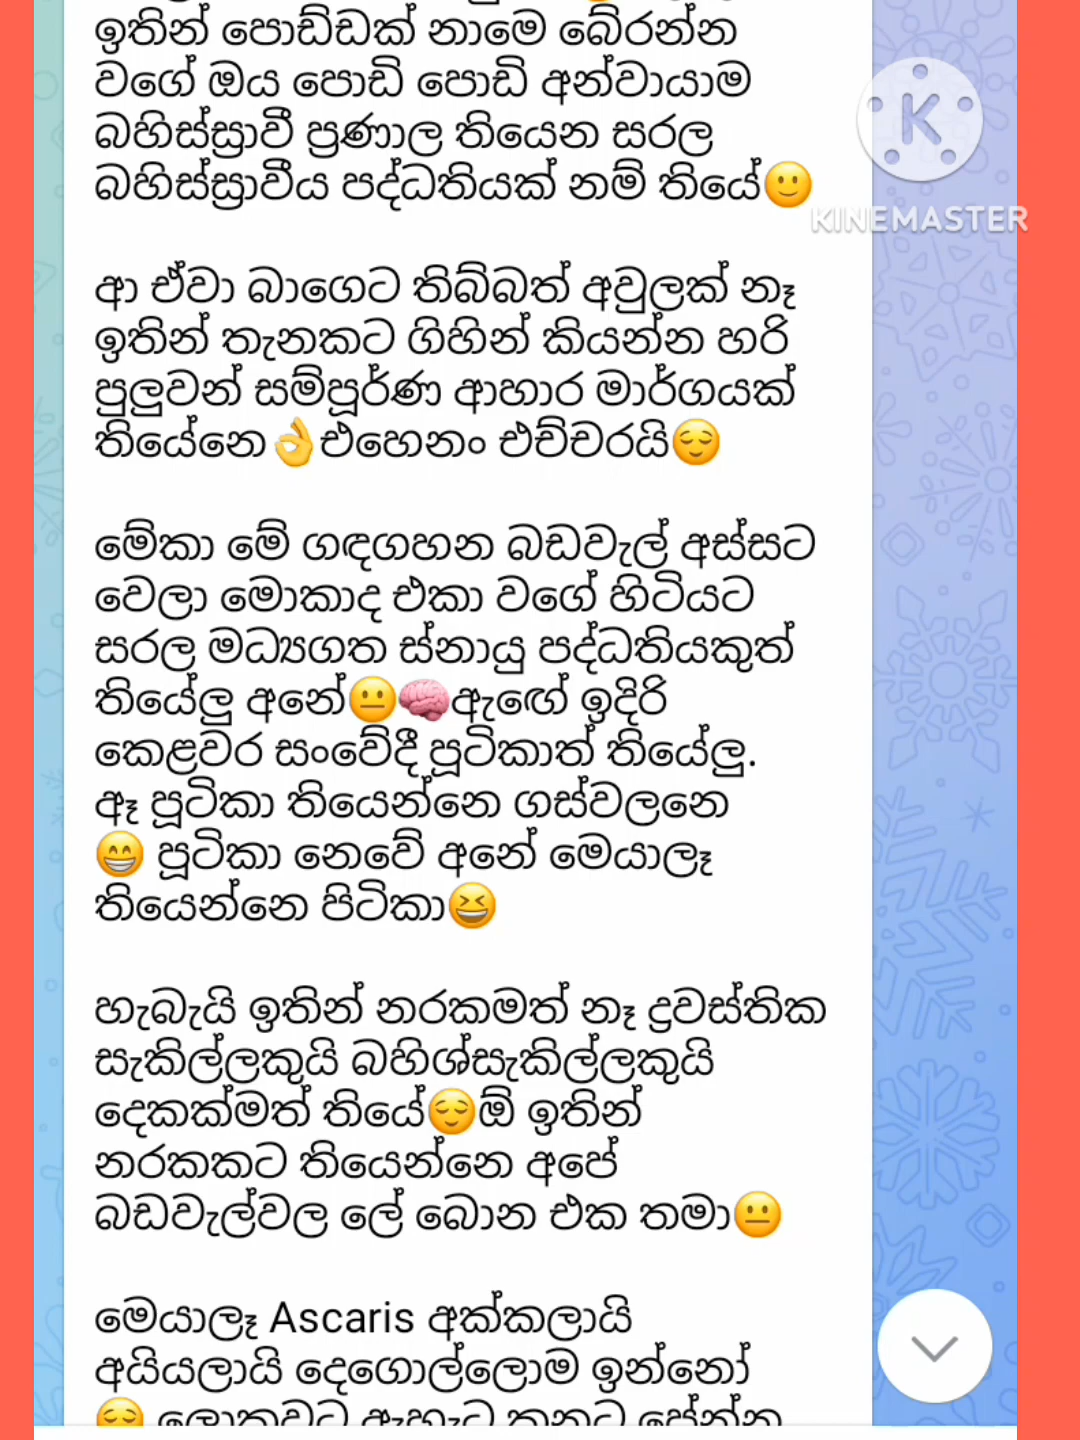 ඉතින් පොඩ්ඩක් නාමෙ බේරන්න
වගේ ඔය පොඩි පොඩි අන්වායාම
බහිස්ස්‍රාවී ප්‍රණාල තියෙන සරල
බහිස්ස්‍රාවීය පද්ධතියක් නම් තියේ🙂
KINEMASTER
ආ ඒවා බාගෙට තිබ්බත් අවුලක් නෑ
ඉතින් තැනකට ගිහින් කියන්න හරි
පුලුවන් සම්පූර්ණ ආහාර මාර්ගයක්
තියේනෙ👌එහෙනං එච්චරයි😌
මේකා මේ ගඳගහන බඩවැල් අස්සට
වෙලා මොකාද එකා වගේ හිටියට
සරල මධ්‍යගත ස්නායු පද්ධතියකුත්
තියේලු අනේ😐🧠ඇඟේ ඉදිරි
කෙළවර සංවේදී පූටිකාත් තියේලු.
ඈ පූටිකා තියෙන්නෙ ගස්වලනෙ
😁 පූටිකා නෙවේ අනේ මෙයාලෑ
තියෙන්නෙ පිටිකා😆
හැබැයි ඉතින් නරකමත් නෑ ද්‍රවස්තික
සැකිල්ලකුයි බහිශ්සැකිල්ලකුයි
දෙකක්මත් තියේ😌ඕ ඉතින්
නරකකට තියෙන්නෙ අපේ
බඩවැල්වල ලේ බොන එක තමා😐
මෙයාලෑ Ascaris අක්කලායි
අයියලායි දෙගොල්ලොම ඉන්නෝ